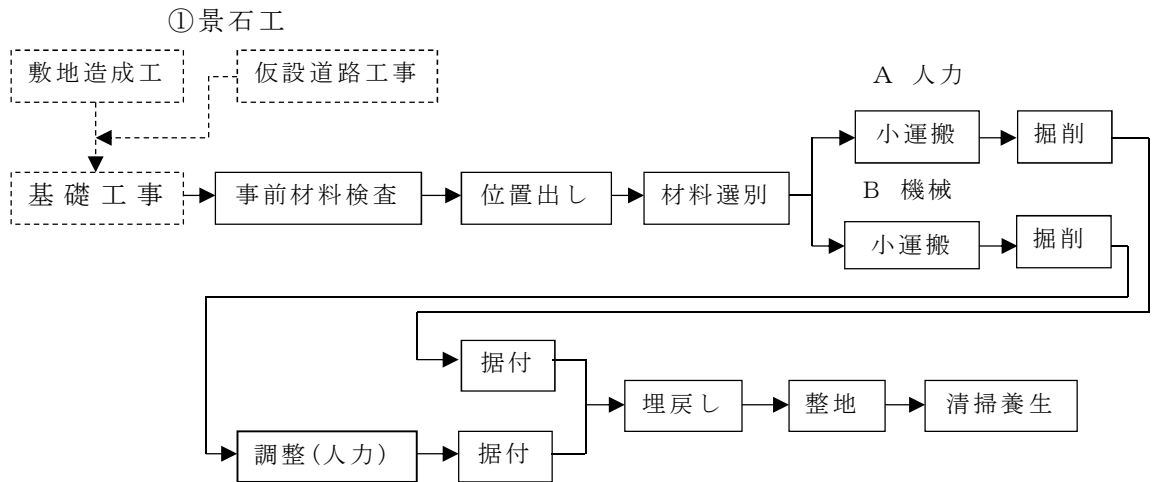 ①景石工
敷地造成工
仮設道路工事
A 人力
小運搬
掘削
基礎工事
事前材料検査
位置出し
材料選別
B 機械
小運搬
掘削
据付
埋戻し
整地
清掃養生
調整(人力)
据付